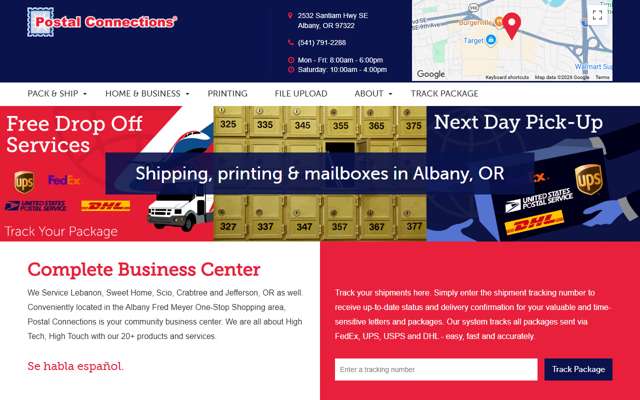 Postal Connections®
2532 Santiam Hwy SE
Albany, OR 97322
(541) 791-2288
Mon - Fri: 8:00am - 6:00pm
Saturday: 10:00am - 4:00pm
Burgerville
Target
Walmart Su
Google
Keyboard shortcuts
Map data ©2026 Google
Terms
PACK & SHIP
HOME & BUSINESS
PRINTING
FILE UPLOAD
ABOUT
TRACK PACKAGE
Free Drop Off
Services
ups
FedEx
UNITED STATES
POSTAL SERVICE
DHL
Track Your Package
325 335 345 355 365 375
Next Day Pick-Up
ups
FedEx
UNITED STATES
POSTAL SERVICE
DHL
Shipping, printing & mailboxes in Albany, OR
327 337 347 357 367 377
Complete Business Center
We Service Lebanon, Sweet Home, Scio, Crabtree and Jefferson, OR as well.
Conveniently located in the Albany Fred Meyer One-Stop Shopping area,
Postal Connections is your community business center. We are all about High
Tech, High Touch with our 20+ products and services.
Se habla español.
Track your shipments here. Simply enter the shipment tracking number to
receive up-to-date status and delivery confirmation for your valuable and time-
sensitive letters and packages. Our system tracks all packages sent via
FedEx, UPS, USPS and DHL - easy, fast and accurately.
Enter a tracking number
Track Package